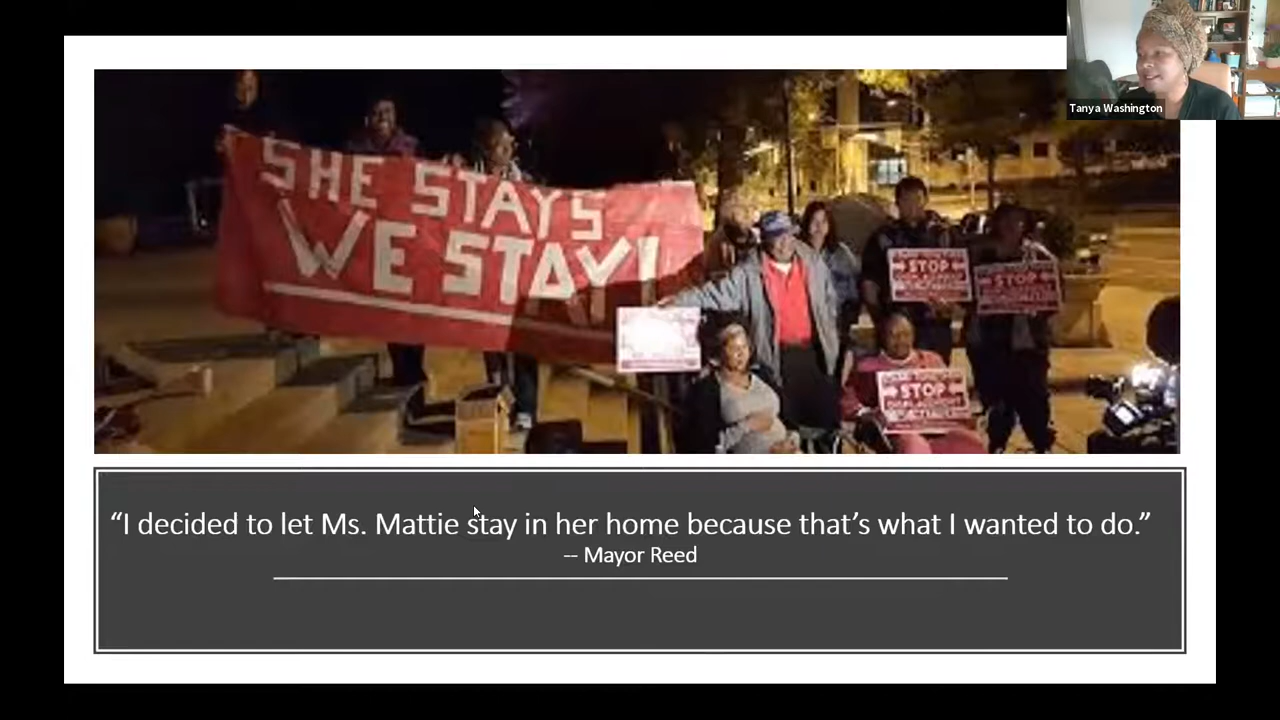 Tanya Washington
SHE STAYS
WE STAY!
STOP
STOP
STOP
“I decided to let Ms. Mattie stay in her home because that’s what I wanted to do.”
-- Mayor Reed